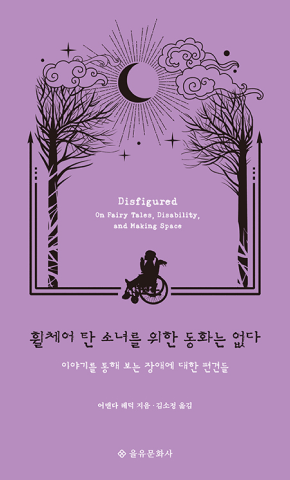 Disfigured
On Fairy Tales, Disability,
and Making Space
휠체어 탄 소녀를 위한 동화는 없다
이야기를 통해 보는 장애에 대한 편견들
어맨다 레덕 지음 · 김소정 옮김
을유문화사